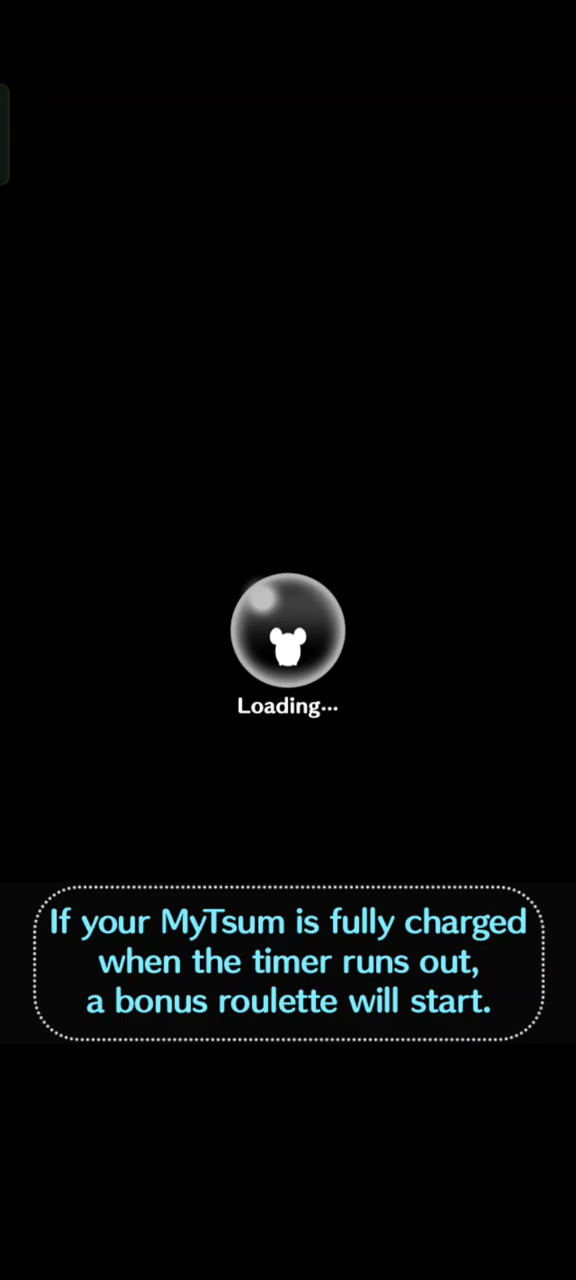 Loading···
If your MyTsum is fully charged
when the timer runs out,
a bonus roulette will start.